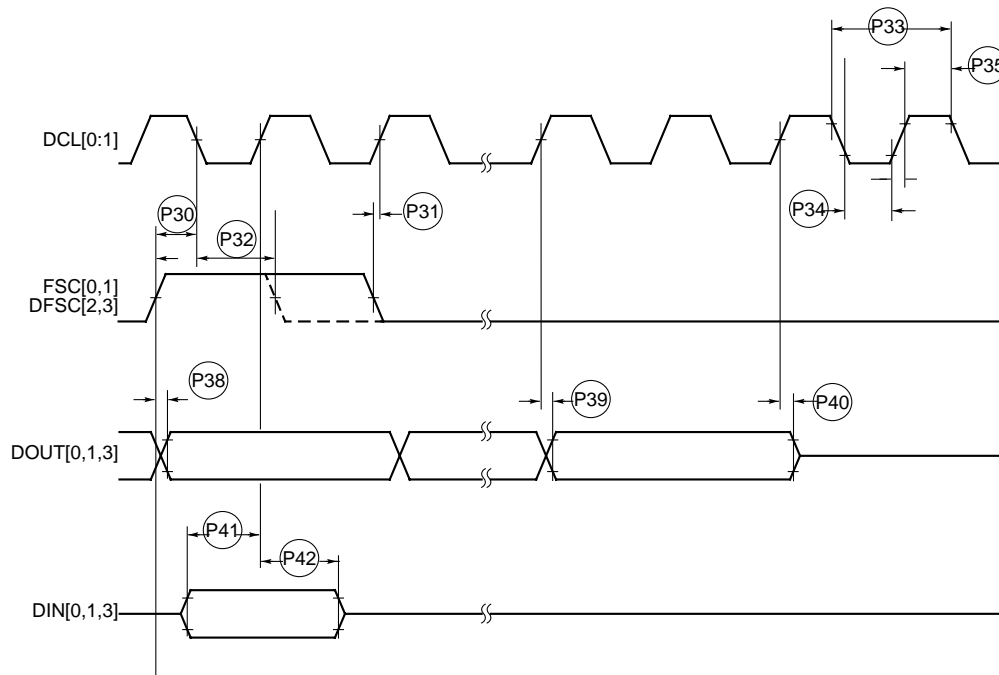 P33
P35
DCL[0:1]
P30
P32
P31
P34
FSC[0,1]
DFSC[2,3]
P38
P39
P40
DOUT[0,1,3]
P41
P42
DIN[0,1,3]